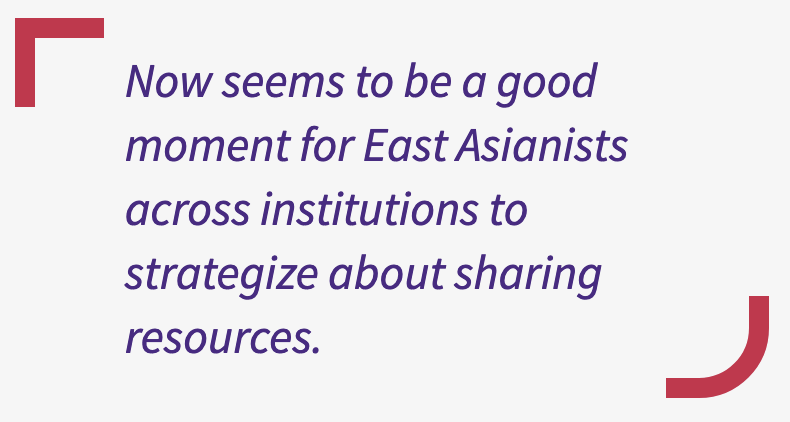 Now seems to be a good
moment for East Asianists
across institutions to
strategize about sharing
resources.